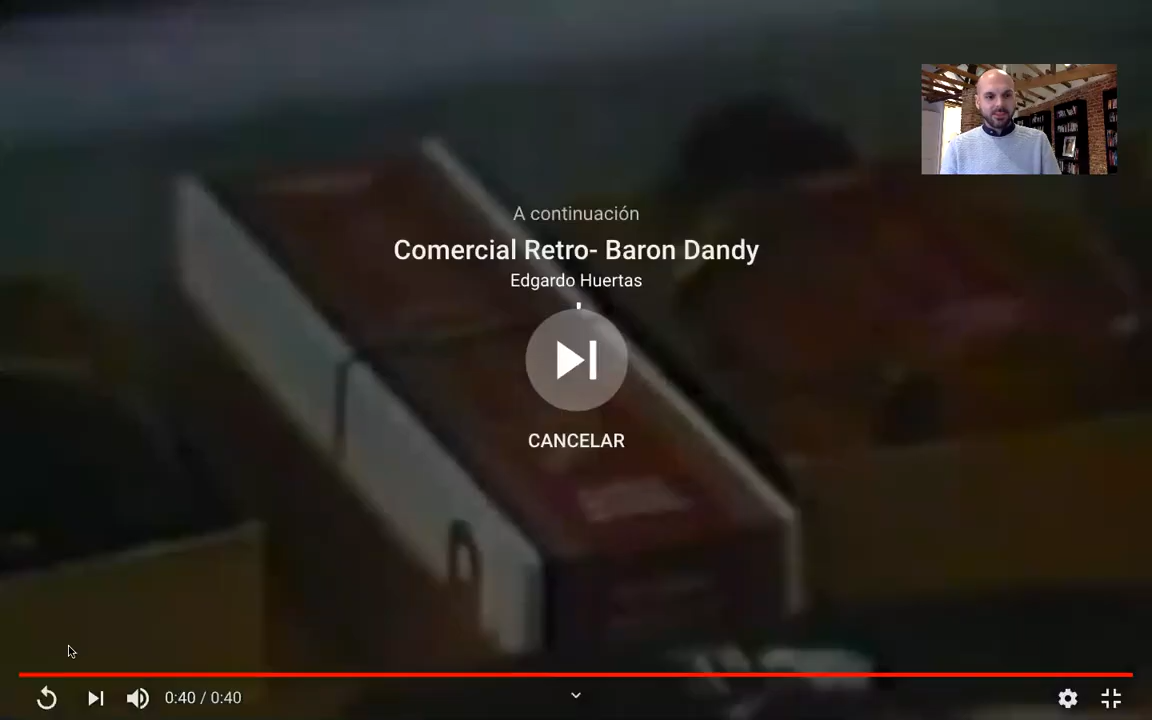 A continuación
Comercial Retro- Baron Dandy
Edgardo Huertas
CANCELAR
0:40 / 0:40